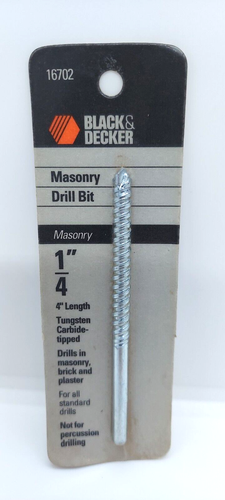 16702
BLACK&
DECKER
Masonry
Drill Bit
Masonry
1"
4
4" Length
Tungsten
Carbide-
tipped
Drills in
masonry,
brick and
plaster
For all
standard
drills
Not for
percussion
drilling